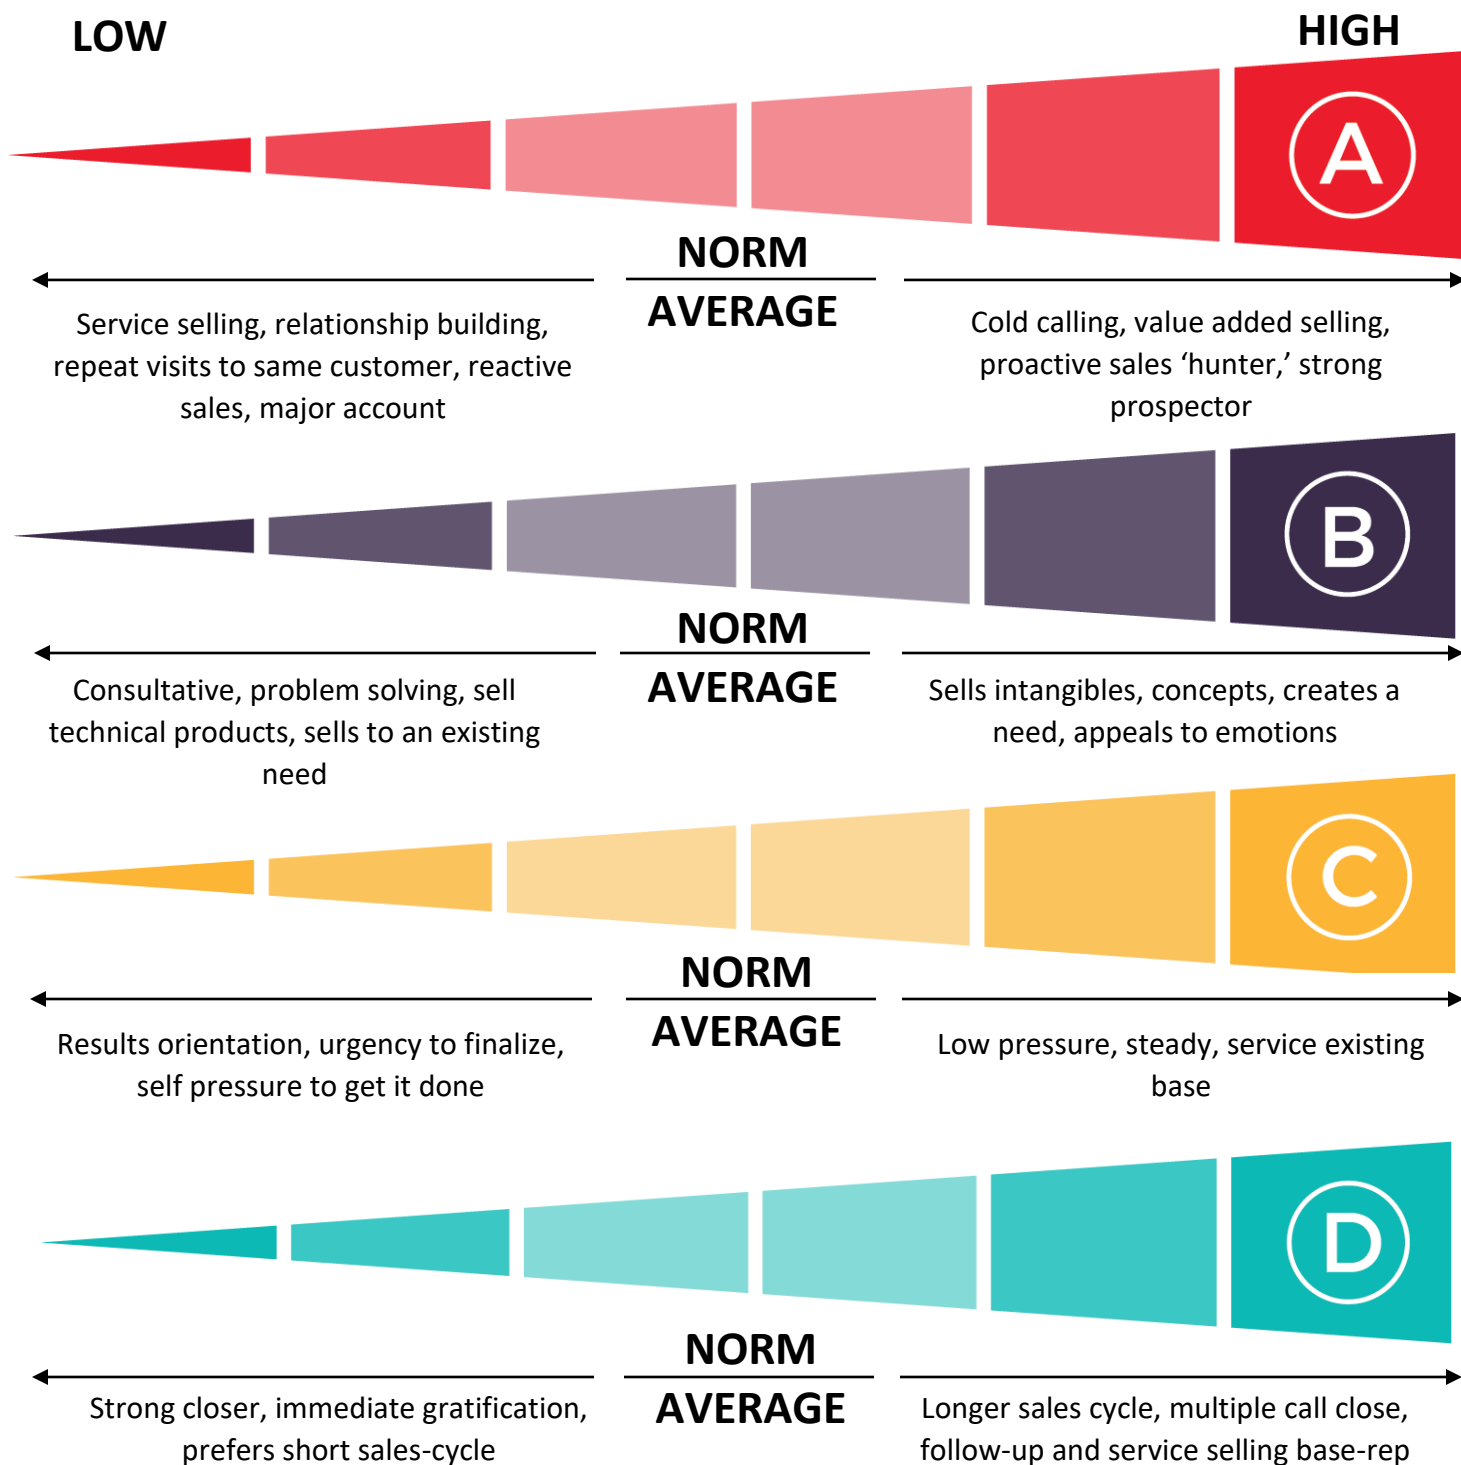 LOW
HIGH
A
NORM
AVERAGE
Service selling, relationship building,
repeat visits to same customer, reactive
sales, major account
Cold calling, value added selling,
proactive sales ‘hunter,’ strong
prospector
B
NORM
AVERAGE
Consultative, problem solving, sell
technical products, sells to an existing
need
Sells intangibles, concepts, creates a
need, appeals to emotions
C
NORM
AVERAGE
Results orientation, urgency to finalize,
self pressure to get it done
Low pressure, steady, service existing
base
D
NORM
AVERAGE
Strong closer, immediate gratification,
prefers short sales-cycle
Longer sales cycle, multiple call close,
follow-up and service selling base-rep